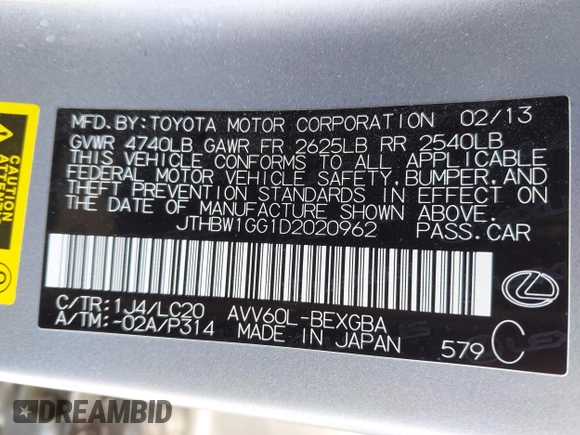 MFD.BY:TOYOTA MOTOR CORPORATION 02/13
GVWR 4740LB GAWR FR 2625LB RR 2540LB
THIS VEHICLE CONFORMS TO ALL APPLICABLE
FEDERAL MOTOR VEHICLE SAFETY,BUMPER,AND
THEFT PREVENTION STANDARDS IN EFFECT ON
THE DATE OF MANUFACTURE SHOWN ABOVE.
JTHBW1GG1D2020962 PASS.CAR
C/TR:1J4/LC20 AVV60L-BEXGBA
A/TM:-02A/P314 MADE IN JAPAN 579 C
CAUTION
DREAMBID